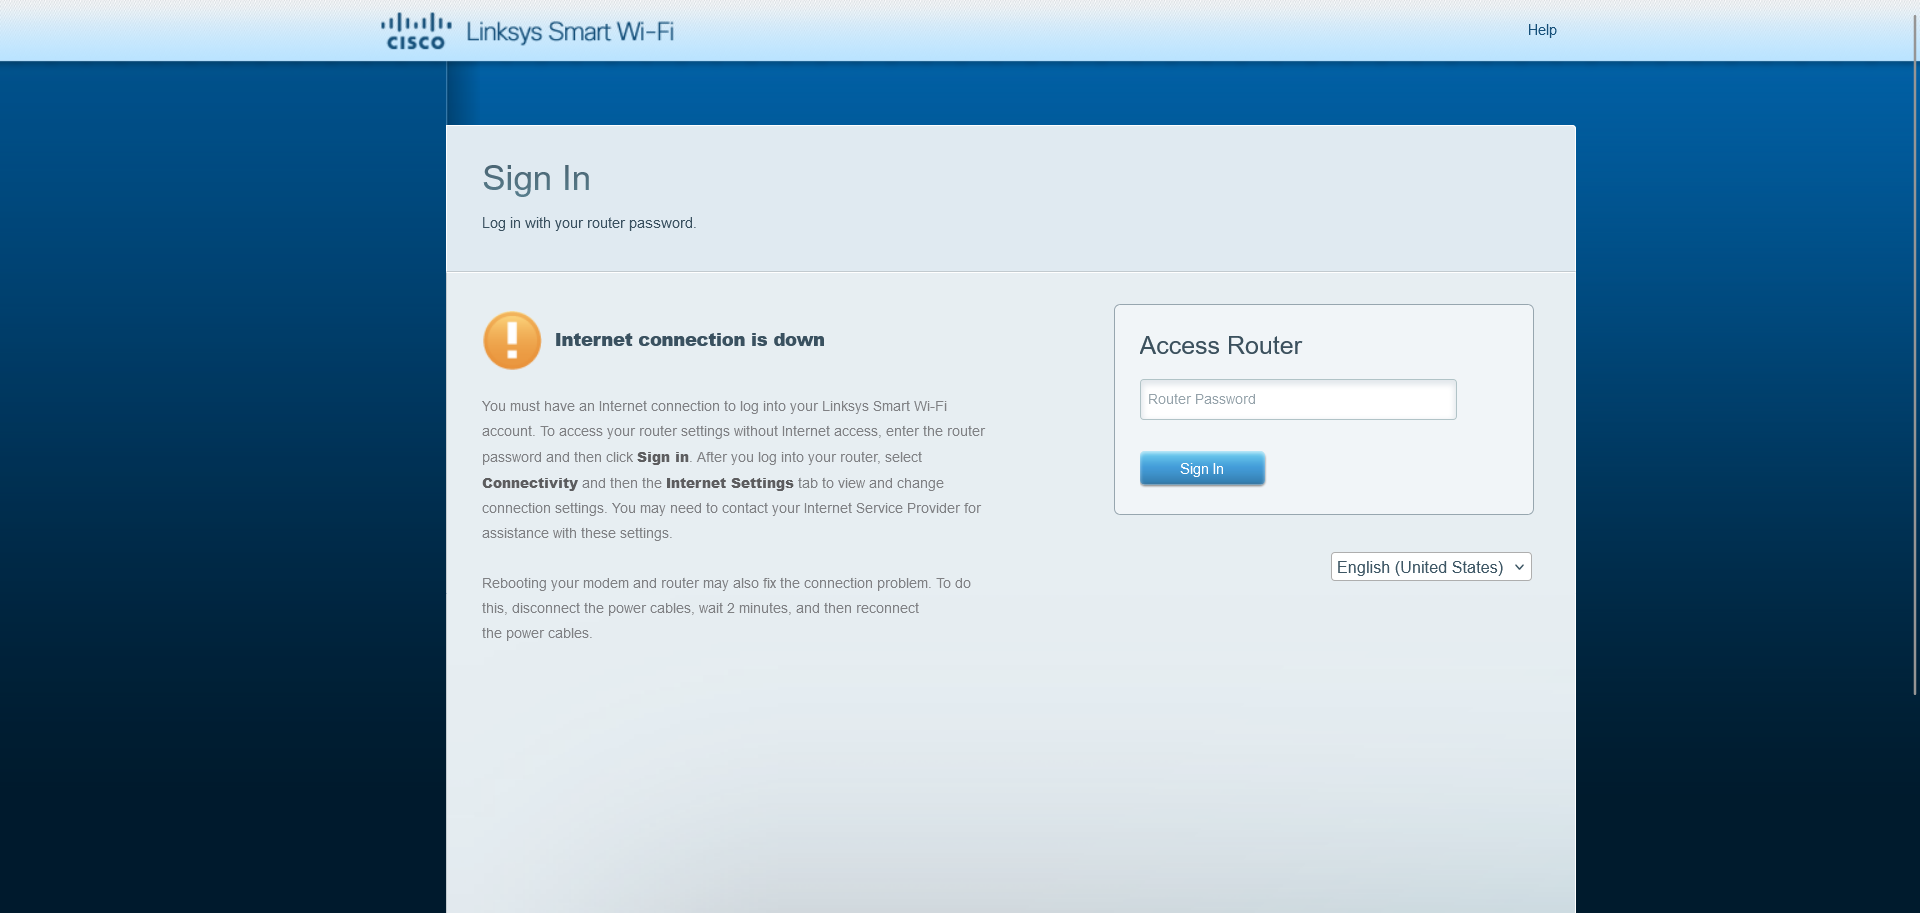 CISCO Linksys Smart Wi-Fi
Help
Sign In
Log in with your router password.
Internet connection is down
You must have an Internet connection to log into your Linksys Smart Wi-Fi
account. To access your router settings without Internet access, enter the router
password and then click Sign in. After you log into your router, select
Connectivity and then the Internet Settings tab to view and change
connection settings. You may need to contact your Internet Service Provider for
assistance with these settings.
Rebooting your modem and router may also fix the connection problem. To do
this, disconnect the power cables, wait 2 minutes, and then reconnect
the power cables.
Access Router
Router Password
Sign In
English (United States)